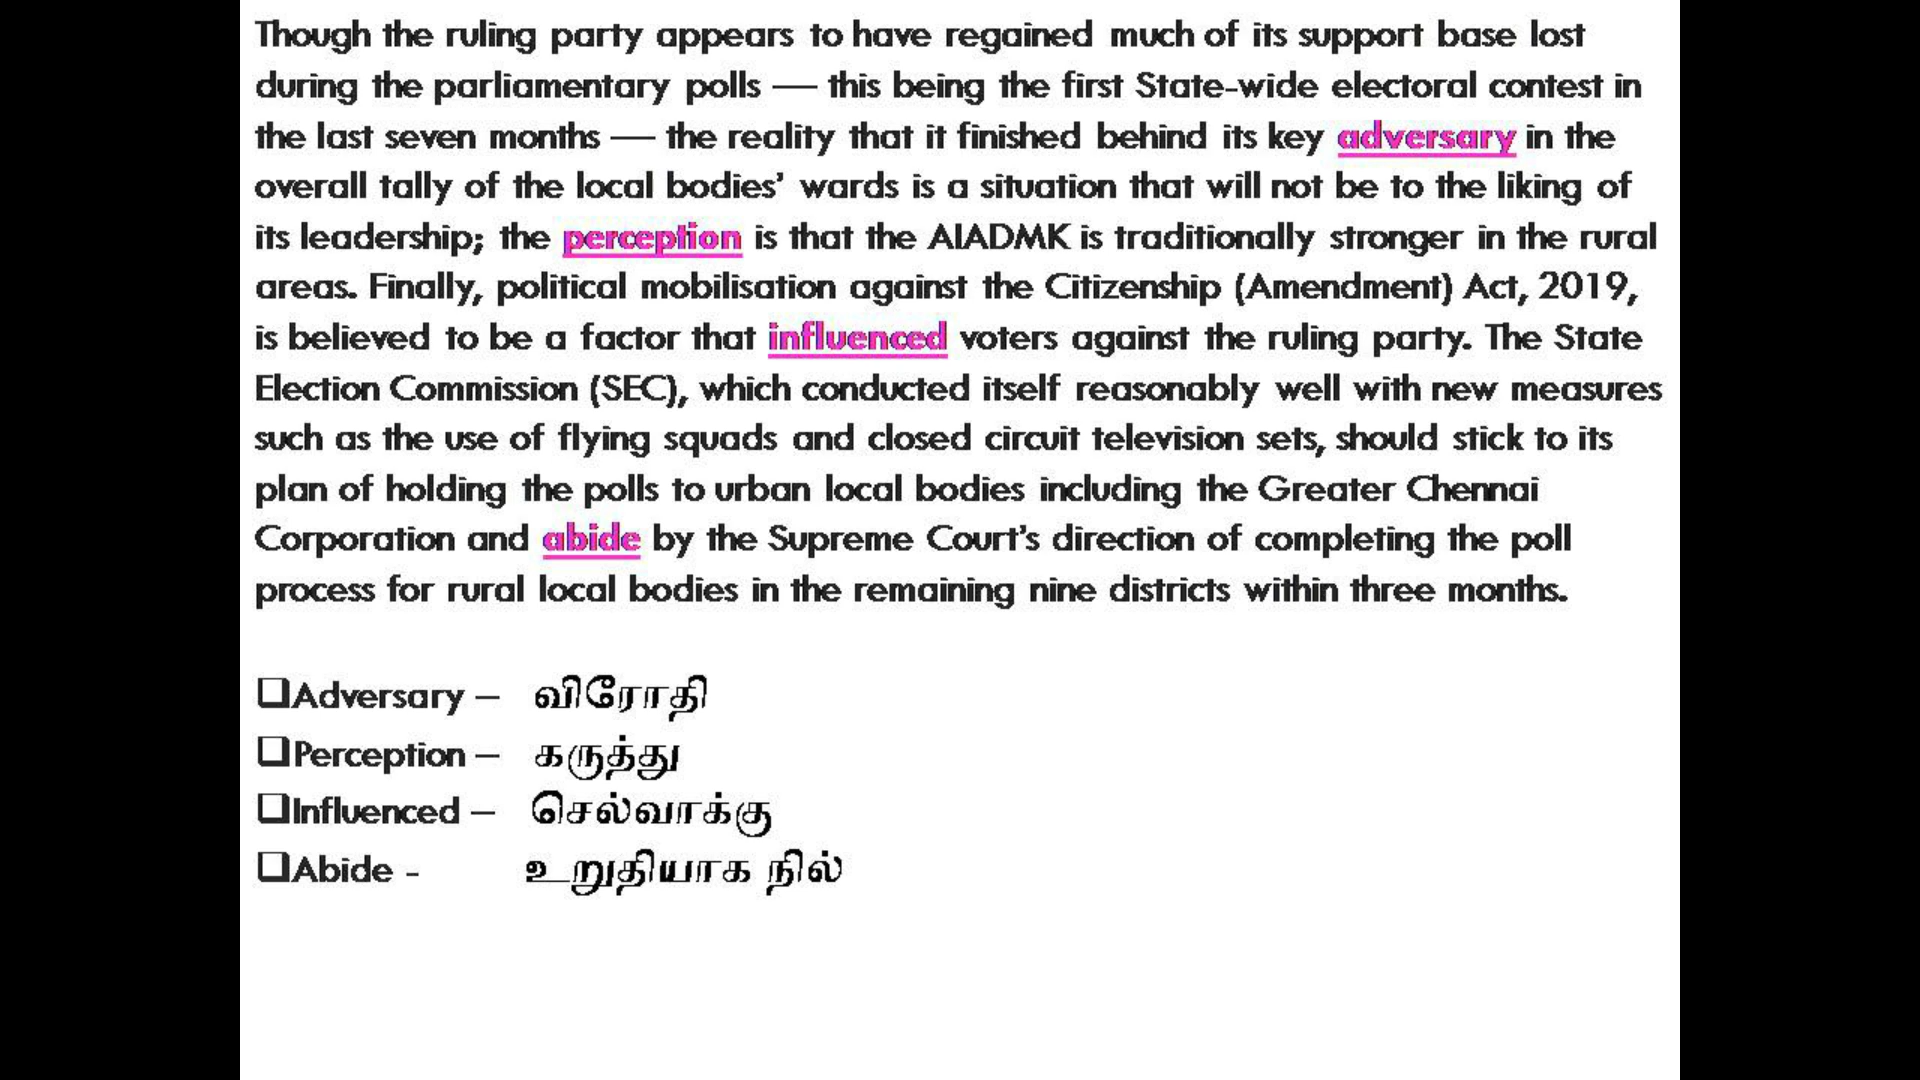 Though the ruling party appears to have regained much of its support base lost
during the parliamentary polls — this being the first State-wide electoral contest in
the last seven months — the reality that it finished behind its key adversary in the
overall tally of the local bodies’ wards is a situation that will not be to the liking of
its leadership; the perception is that the AIADMK is traditionally stronger in the rural
areas. Finally, political mobilisation against the Citizenship (Amendment) Act, 2019,
is believed to be a factor that influenced voters against the ruling party. The State
Election Commission (SEC), which conducted itself reasonably well with new measures
such as the use of flying squads and closed circuit television sets, should stick to its
plan of holding the polls to urban local bodies including the Greater Chennai
Corporation and abide by the Supreme Court’s direction of completing the poll
process for rural local bodies in the remaining nine districts within three months.
❑Adversary – விரோதி
❑Perception – கருத்து
❑Influenced – செல்வாக்கு
❑Abide - உறுதியாக நில்